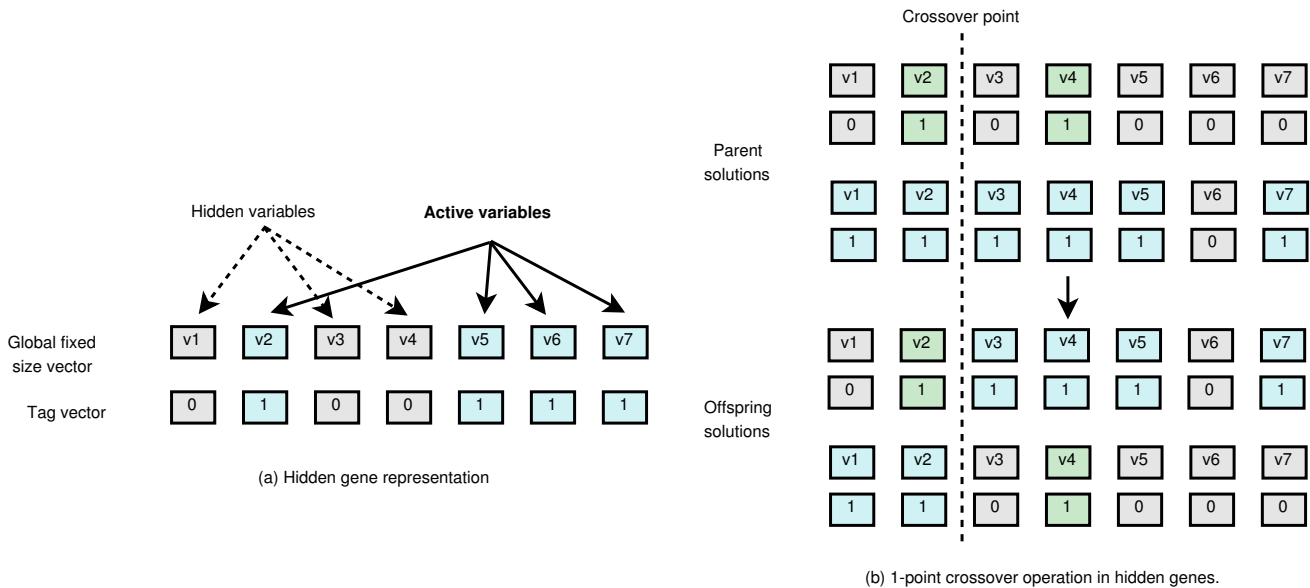 Hidden variables
Active variables
Global fixed
size vector
v1 v2 v3 v4 v5 v6 v7
Tag vector
0 1 0 0 1 1 1
(a) Hidden gene representation
Crossover point
Parent
solutions
v1 v2 v3 v4 v5 v6 v7
0 1 0 1 0 0 0
v1 v2 v3 v4 v5 v6 v7
1 1 1 1 1 0 1
Offspring
solutions
v1 v2 v3 v4 v5 v6 v7
0 1 1 1 1 0 1
v1 v2 v3 v4 v5 v6 v7
1 1 0 1 0 0 0
(b) 1-point crossover operation in hidden genes.